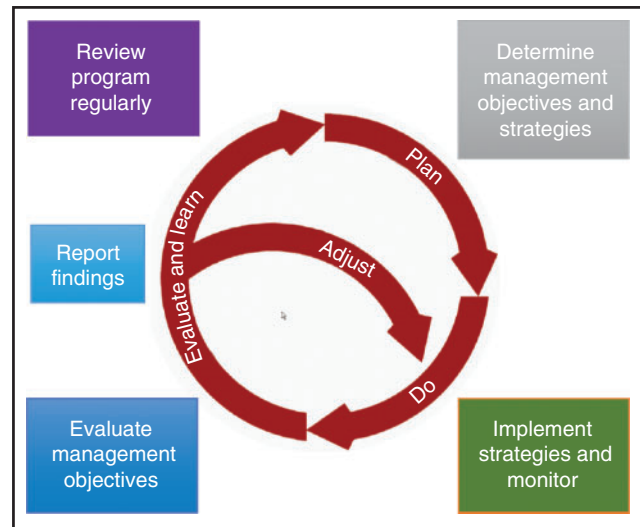 Review
program
regularly
Determine
management
objectives and
strategies
Plan
Evaluate and learn
Adjust
Report
findings
Do
Evaluate
management
objectives
Implement
strategies and
monitor